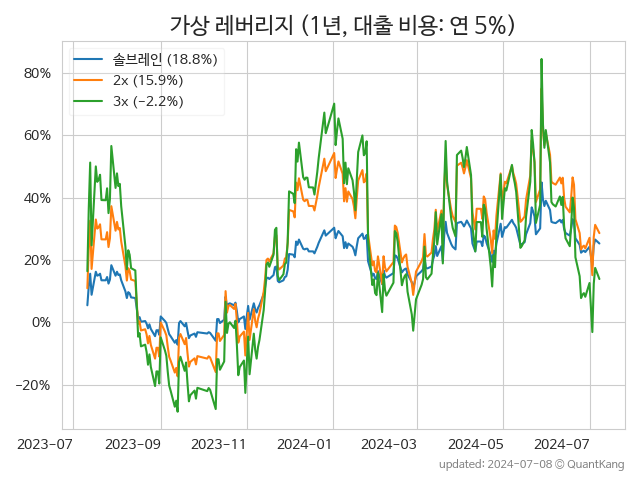 가상 레버리지 (1년, 대출 비용: 연 5%)
솔브레인 (18.8%)
2x (15.9%)
3x (−2.2%)
80%
60%
40%
20%
0%
−20%
2023-07 2023-09 2023-11 2024-01 2024-03 2024-05 2024-07
updated: 2024-07-08 © QuantKang